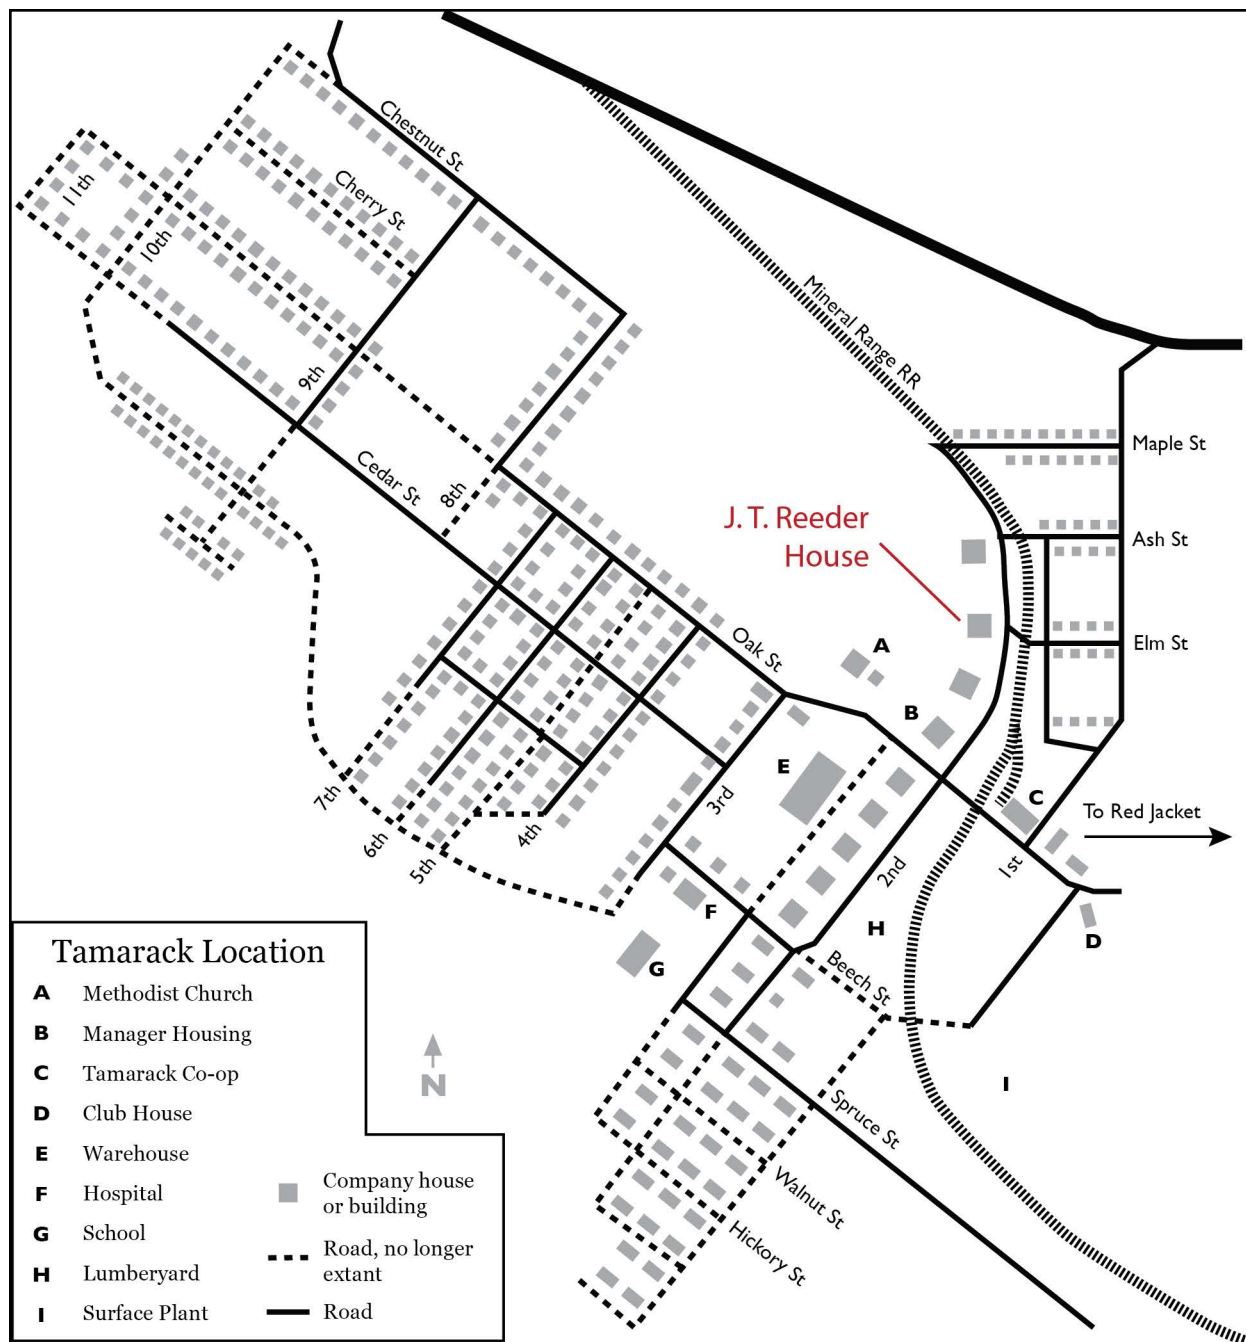 Chestnut St
Cherry St
11th
10th
9th
Cedar St
8th
Mineral Range RR
Maple St
Ash St
Elm St
J. T. Reeder
House
A
Oak St
B
E
C
To Red Jacket
3rd
2nd
1st
7th
6th
5th
4th
F
G
H
D
Beech St
I
Spruce St
Walnut St
Hickory St
N
Tamarack Location
A Methodist Church
B Manager Housing
C Tamarack Co-op
D Club House
E Warehouse
F Hospital
G School
H Lumberyard
I Surface Plant
Company house
or building
Road, no longer
extant
Road